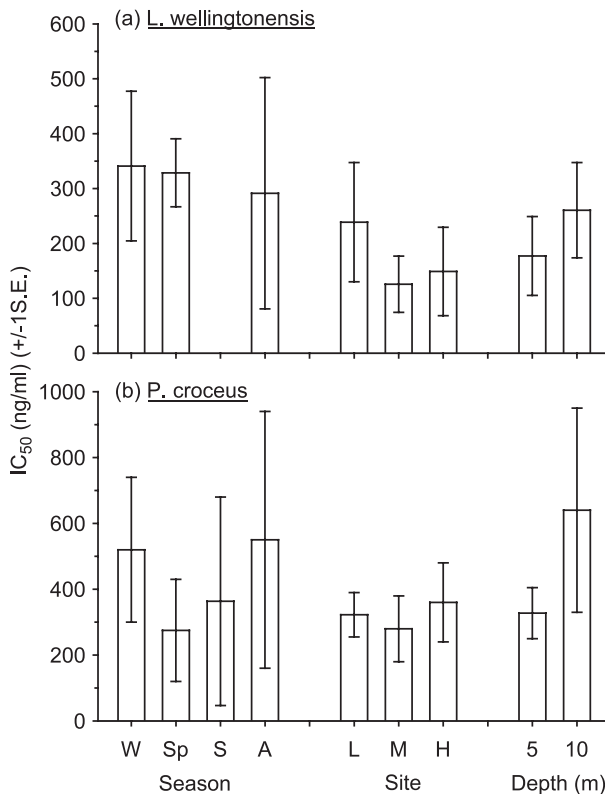 (a) L. wellingtonensis
600
500
400
300
200
100
0
IC50 (ng/ml) (+/-1S.E.)
(b) P. croceus
1000
800
600
400
200
0
W Sp S A L M H 5 10
Season Site Depth (m)